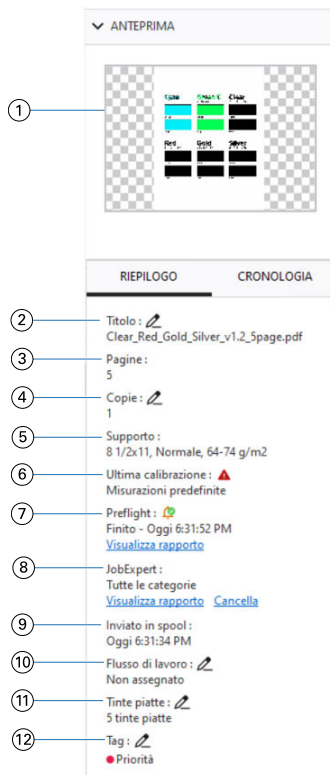 ANTEPRIMA
1
Clear
Red Gold Silver
RIEPILOGO CRONOLOGIA
2 Titolo :
Clear_Red_Gold_Silver_v1.2_5page.pdf
3 Pagine :
5
4 Copie :
1
5 Supporto :
8 1/2x11, Normale, 64-74 g/m2
6 Ultima calibrazione :
Misurazioni predefinite
7 Preflight :
Finito - Oggi 6:31:52 PM
Visualizza rapporto
8 JobExpert :
Tutte le categorie
Visualizza rapporto Cancella
9 Inviato in spool :
Oggi 6:31:34 PM
10 Flusso di lavoro :
Non assegnato
11 Tinte piatte :
5 tinte piatte
12 Tag :
Priorità